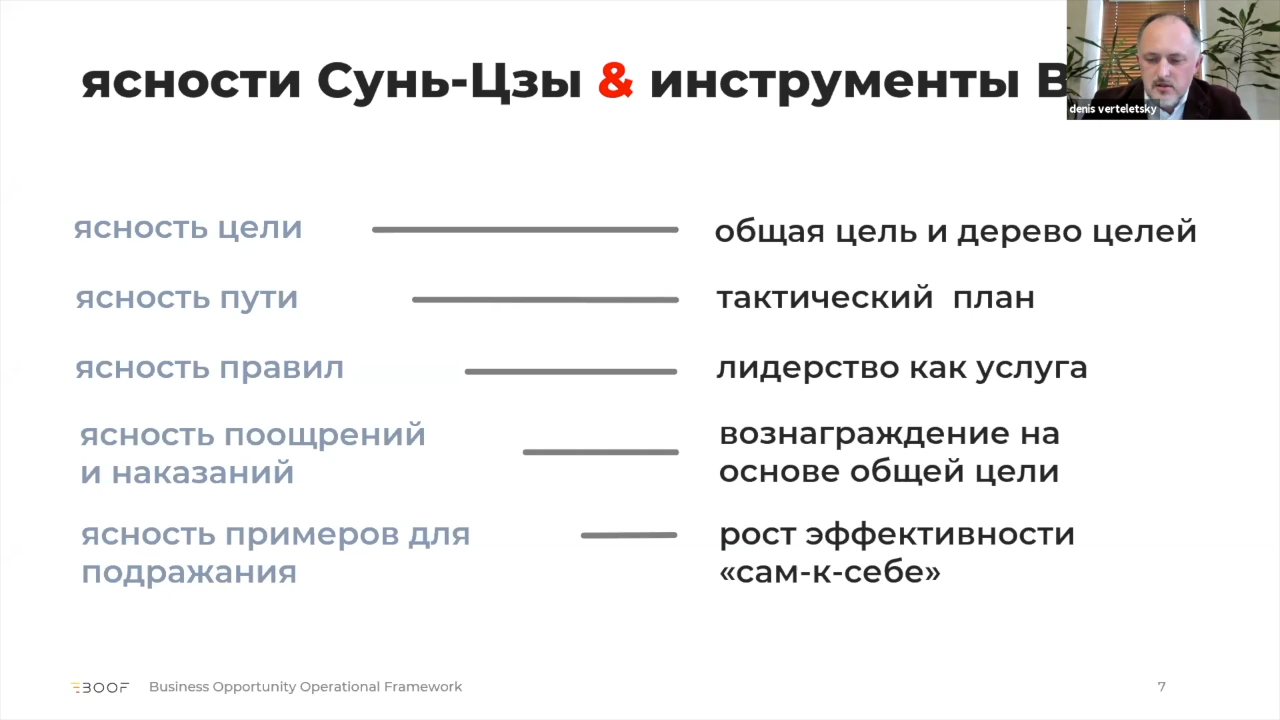 ясности Сунь-Цзы & инструменты B
denis verteletsky
ясность цели
общая цель и дерево целей
ясность пути
тактический план
ясность правил
лидерство как услуга
ясность поощрений
и наказаний
вознаграждение на
основе общей цели
ясность примеров для
подражания
рост эффективности
«сам-к-себе»
BOOF
Business Opportunity Operational Framework
7